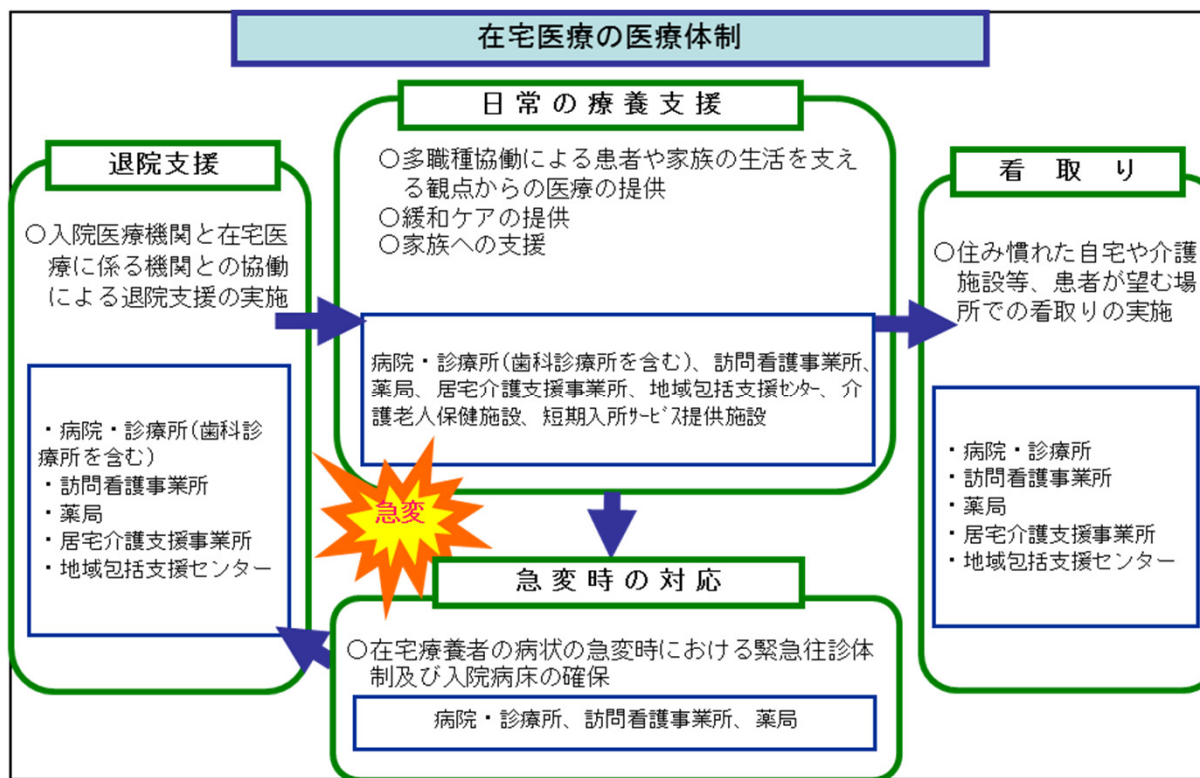 在宅医療の医療体制
退院支援
○入院医療機関と在宅医
療に係る機関との協働
による退院支援の実施
・病院・診療所(歯科診
療所を含む)
・訪問看護事業所
・薬局
・居宅介護支援事業所
・地域包括支援センター
日常の療養支援
○多職種協働による患者や家族の生活を支え
る観点からの医療の提供
○緩和ケアの提供
○家族への支援
病院・診療所(歯科診療所を含む)、訪問看護事業所、
薬局、居宅介護支援事業所、地域包括支援ｾﾝﾀｰ、介
護老人保健施設、短期入所ｻｰﾋﾞｽ提供施設
急変
急変時の対応
○在宅療養者の病状の急変時における緊急往診体
制及び入院病床の確保
病院・診療所、訪問看護事業所、薬局
看取り
○住み慣れた自宅や介護
施設等、患者が望む場
所での看取りの実施
・病院・診療所
・訪問看護事業所
・薬局
・居宅介護支援事業所
・地域包括支援センター